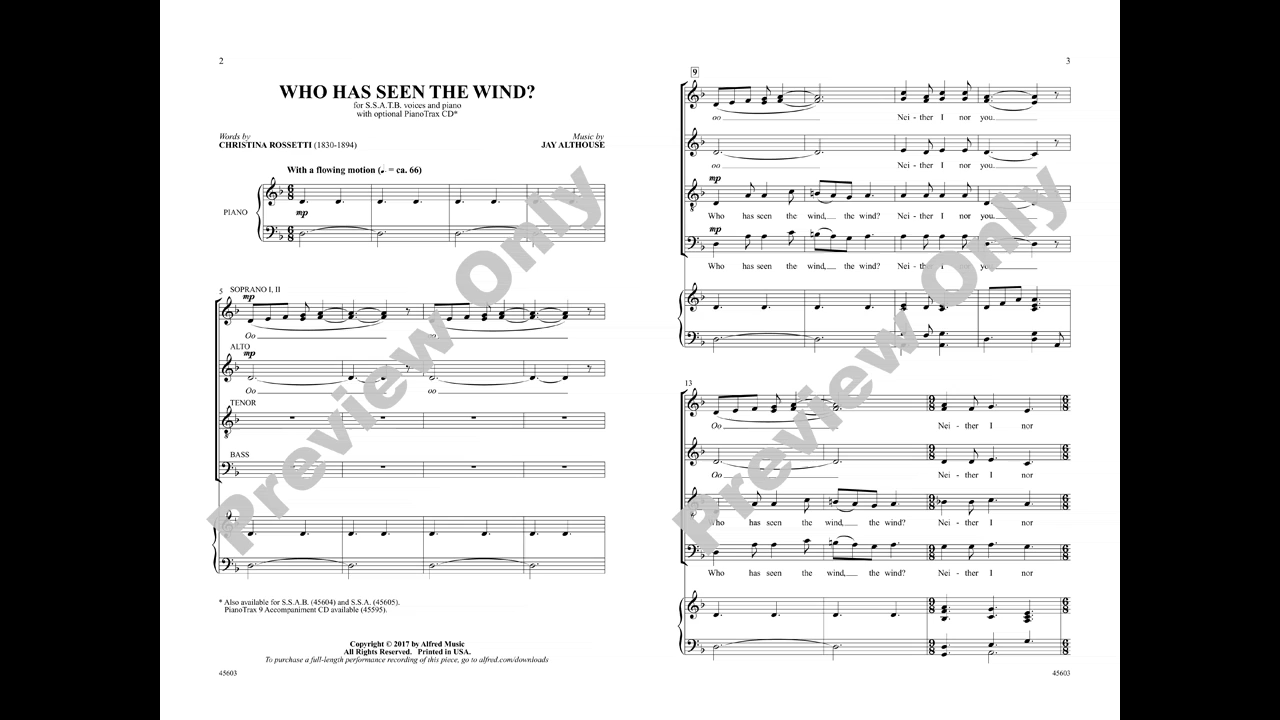 2
WHO HAS SEEN THE WIND?
for S.S.A.T.B. voices and piano
with optional PianoTrax CD*
Words by
CHRISTINA ROSSETTI (1830-1894)
Music by
JAY ALTHOUSE
With a flowing motion (♩. = ca. 66)
PIANO
mp
5
SOPRANO I, II
mp
Oo
oo
ALTO
mp
Oo
oo
TENOR
BASS
* Also available for S.S.A.B. (45604) and S.S.A. (45605).
PianoTrax 9 Accompaniment CD available (45595).
Copyright © 2017 by Alfred Music
All Rights Reserved. Printed in USA.
To purchase a full-length performance recording of this piece, go to alfred.com/downloads
45603
Preview Only
3
9
oo Nei - ther I nor you.
oo Nei - ther I nor you.
mp
Who has seen the wind, the wind? Nei - ther I nor you.
mp
Who has seen the wind, the wind? Nei - ther I nor you.
13
Oo Nei - ther I nor
Oo Nei - ther I nor
Who has seen the wind, the wind? Nei - ther I nor
Who has seen the wind, the wind? Nei - ther I nor
45603
Preview Only